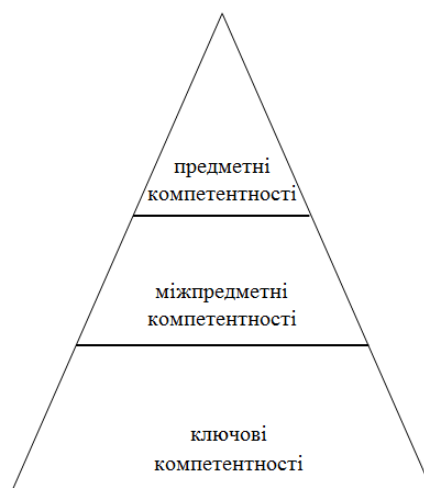 предметні
компетентності
міжпредметні
компетентності
ключові
компетентності